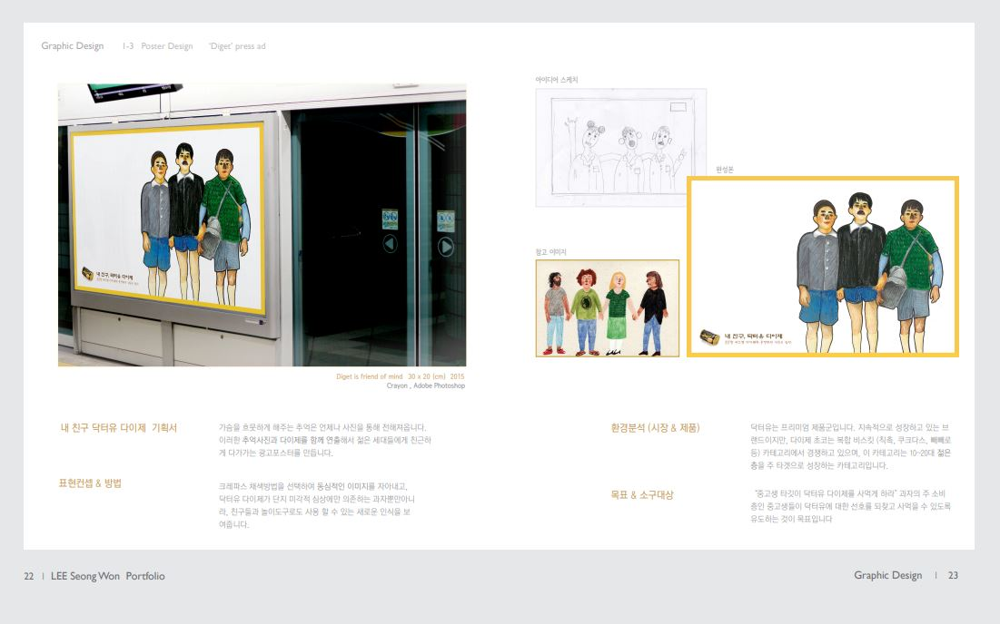 Graphic Design 1-3 Poster Design 'Diget' press ad
아이디어 스케치
완성본
참고 이미지
내 친구, 닥터유 다이제
내 친구, 닥터유 다이제
Diget is friend of mind 30 x 20 (cm) 2015
Crayon , Adobe Photoshop
내 친구 닥터유 다이제 기획서
가슴을 흐뭇하게 해주는 추억은 언제나 사진을 통해 전해져옵니다.
이러한 추억사진과 다이제를 함께 연출해서 젊은 세대들에게 친근하
게 다가가는 광고포스터를 만듭니다.
표현컨셉 & 방법
크레파스 채색방법을 선택하여 동심적인 이미지를 자아내고,
닥터유 다이제가 단지 미각적 심상에만 의존하는 과자뿐만아니
라, 친구들과 놀이도구로도 사용 할 수 있는 새로운 인식을 보
여줍니다.
환경분석 (시장 & 제품)
닥터유는 프리미엄 제품군입니다. 지속적으로 성장하고 있는 브
랜드이지만, 다이제 초코는 복합 비스킷 (칙촉, 쿠크다스, 빼빼로
등) 카테고리에서 경쟁하고 있으며, 이 카테고리는 10~20대 젊은
층을 주 타겟으로 성장하는 카테고리입니다.
목표 & 소구대상
"중고생 타깃이 닥터유 다이제를 사먹게 하라" 과자의 주 소비
층인 중고생들이 닥터유에 대한 선호를 되찾고 사먹을 수 있도록
유도하는 것이 목표입니다
22 | LEE Seong Won Portfolio
Graphic Design | 23